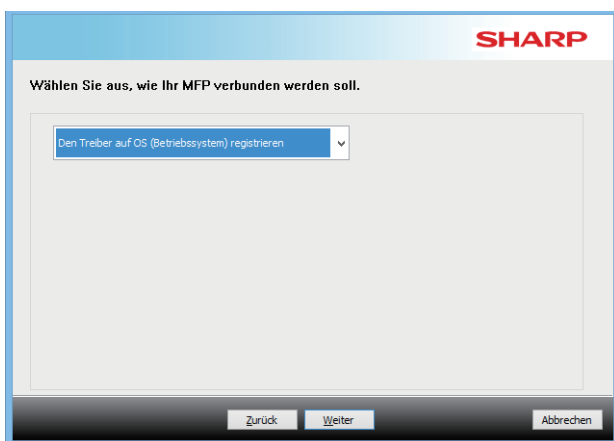 SHARP
Wählen Sie aus, wie Ihr MFP verbunden werden soll.
Den Treiber auf OS (Betriebssystem) registrieren
Zurück Weiter Abbrechen